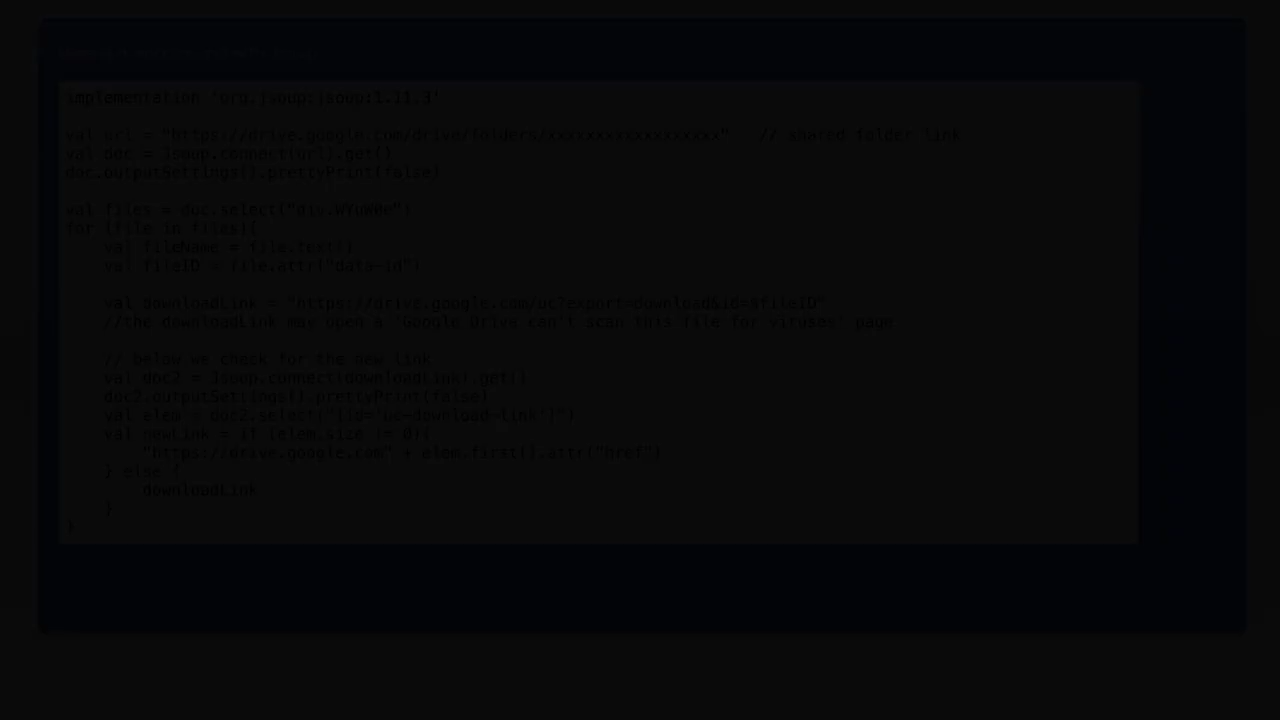 implementation 'org.jsoup:jsoup:1.11.3'
val url = "https://drive.google.com/drive/folders/xxxxxxxxxxxxxxxxxx"   // shared folder link
val doc = Jsoup.connect(url).get()
doc.outputSettings().prettyPrint(false)
val files = doc.select("div.WYuW0e")
for (file in files){
    val fileName = file.text()
    val fileID = file.attr("data-id")
    val downloadLink = "https://drive.google.com/uc?export=download&id=$fileID"
    //the downloadLink may open a 'Google Drive can't scan this file for viruses' page
    // below we check for the new link
    val doc2 = Jsoup.connect(downloadLink).get()
    doc2.outputSettings().prettyPrint(false)
    val elem = doc2.select("[id='uc-download-link']")
    val newLink = if (elem.size != 0){
        "https://drive.google.com" + elem.first().attr("href")
    } else {
        downloadLink
    }
}